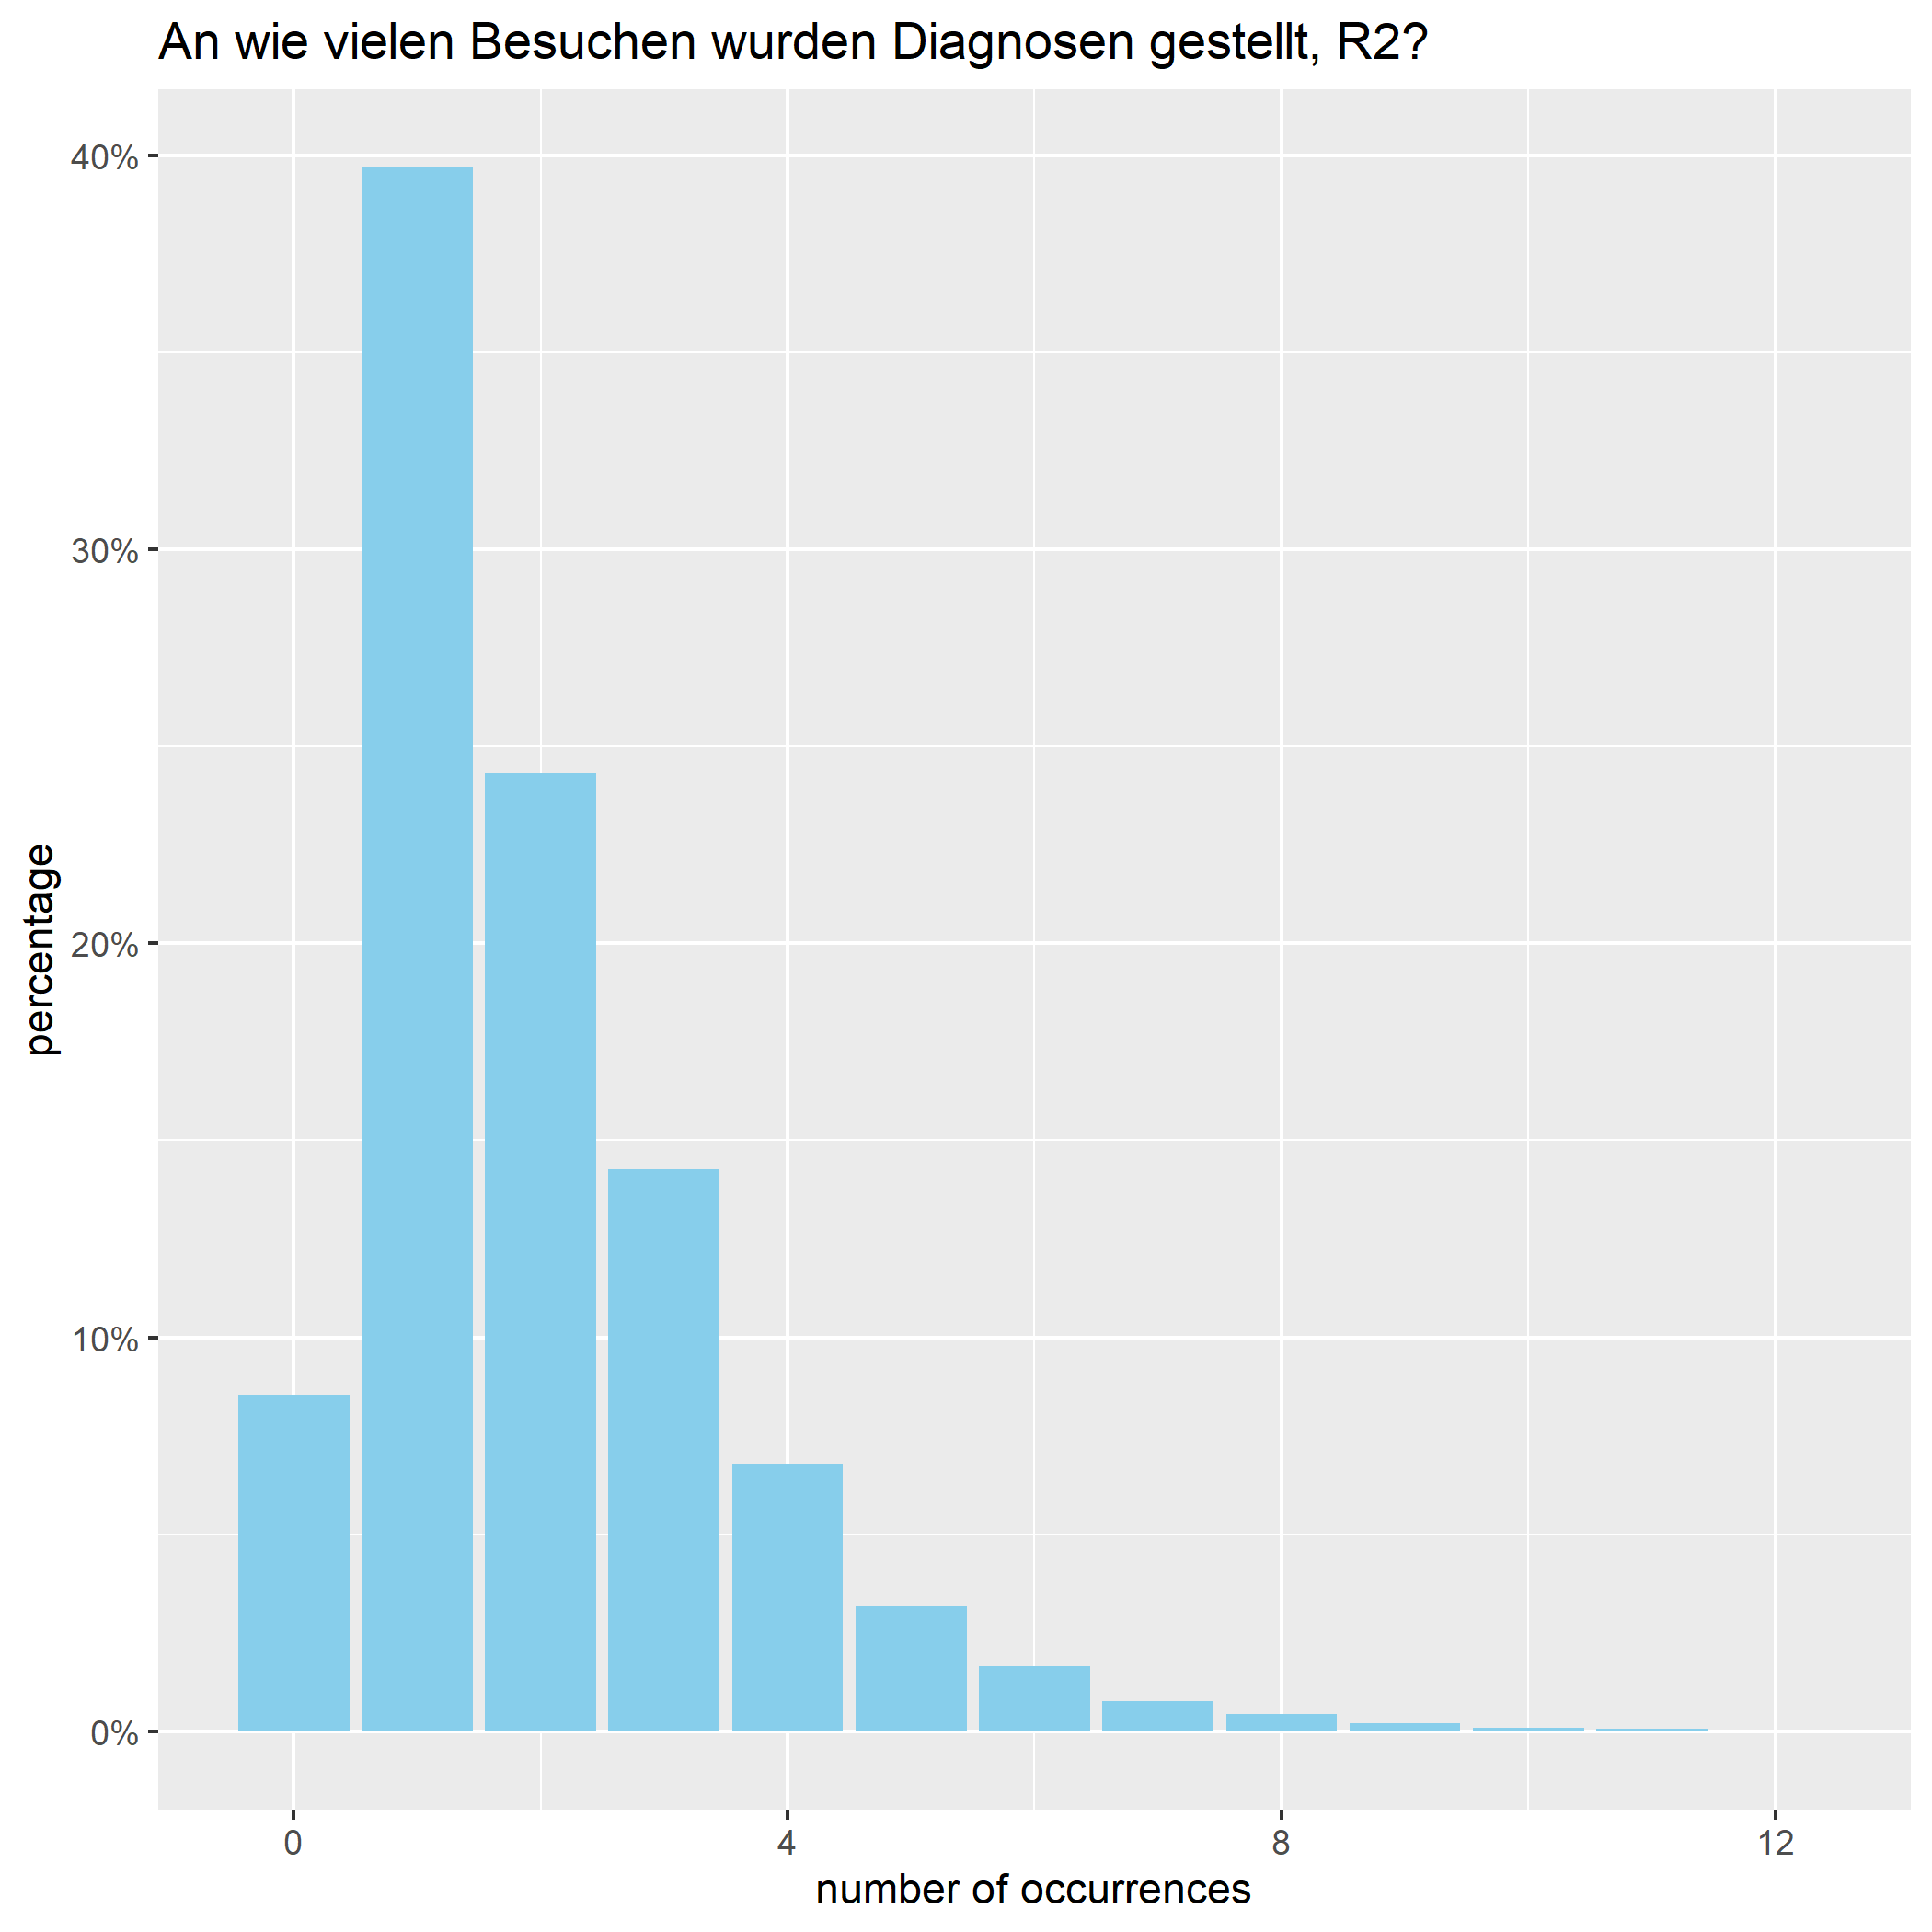 An wie vielen Besuchen wurden Diagnosen gestellt, R2?
40%
30%
20%
10%
0%
percentage
0 4 8 12
number of occurrences